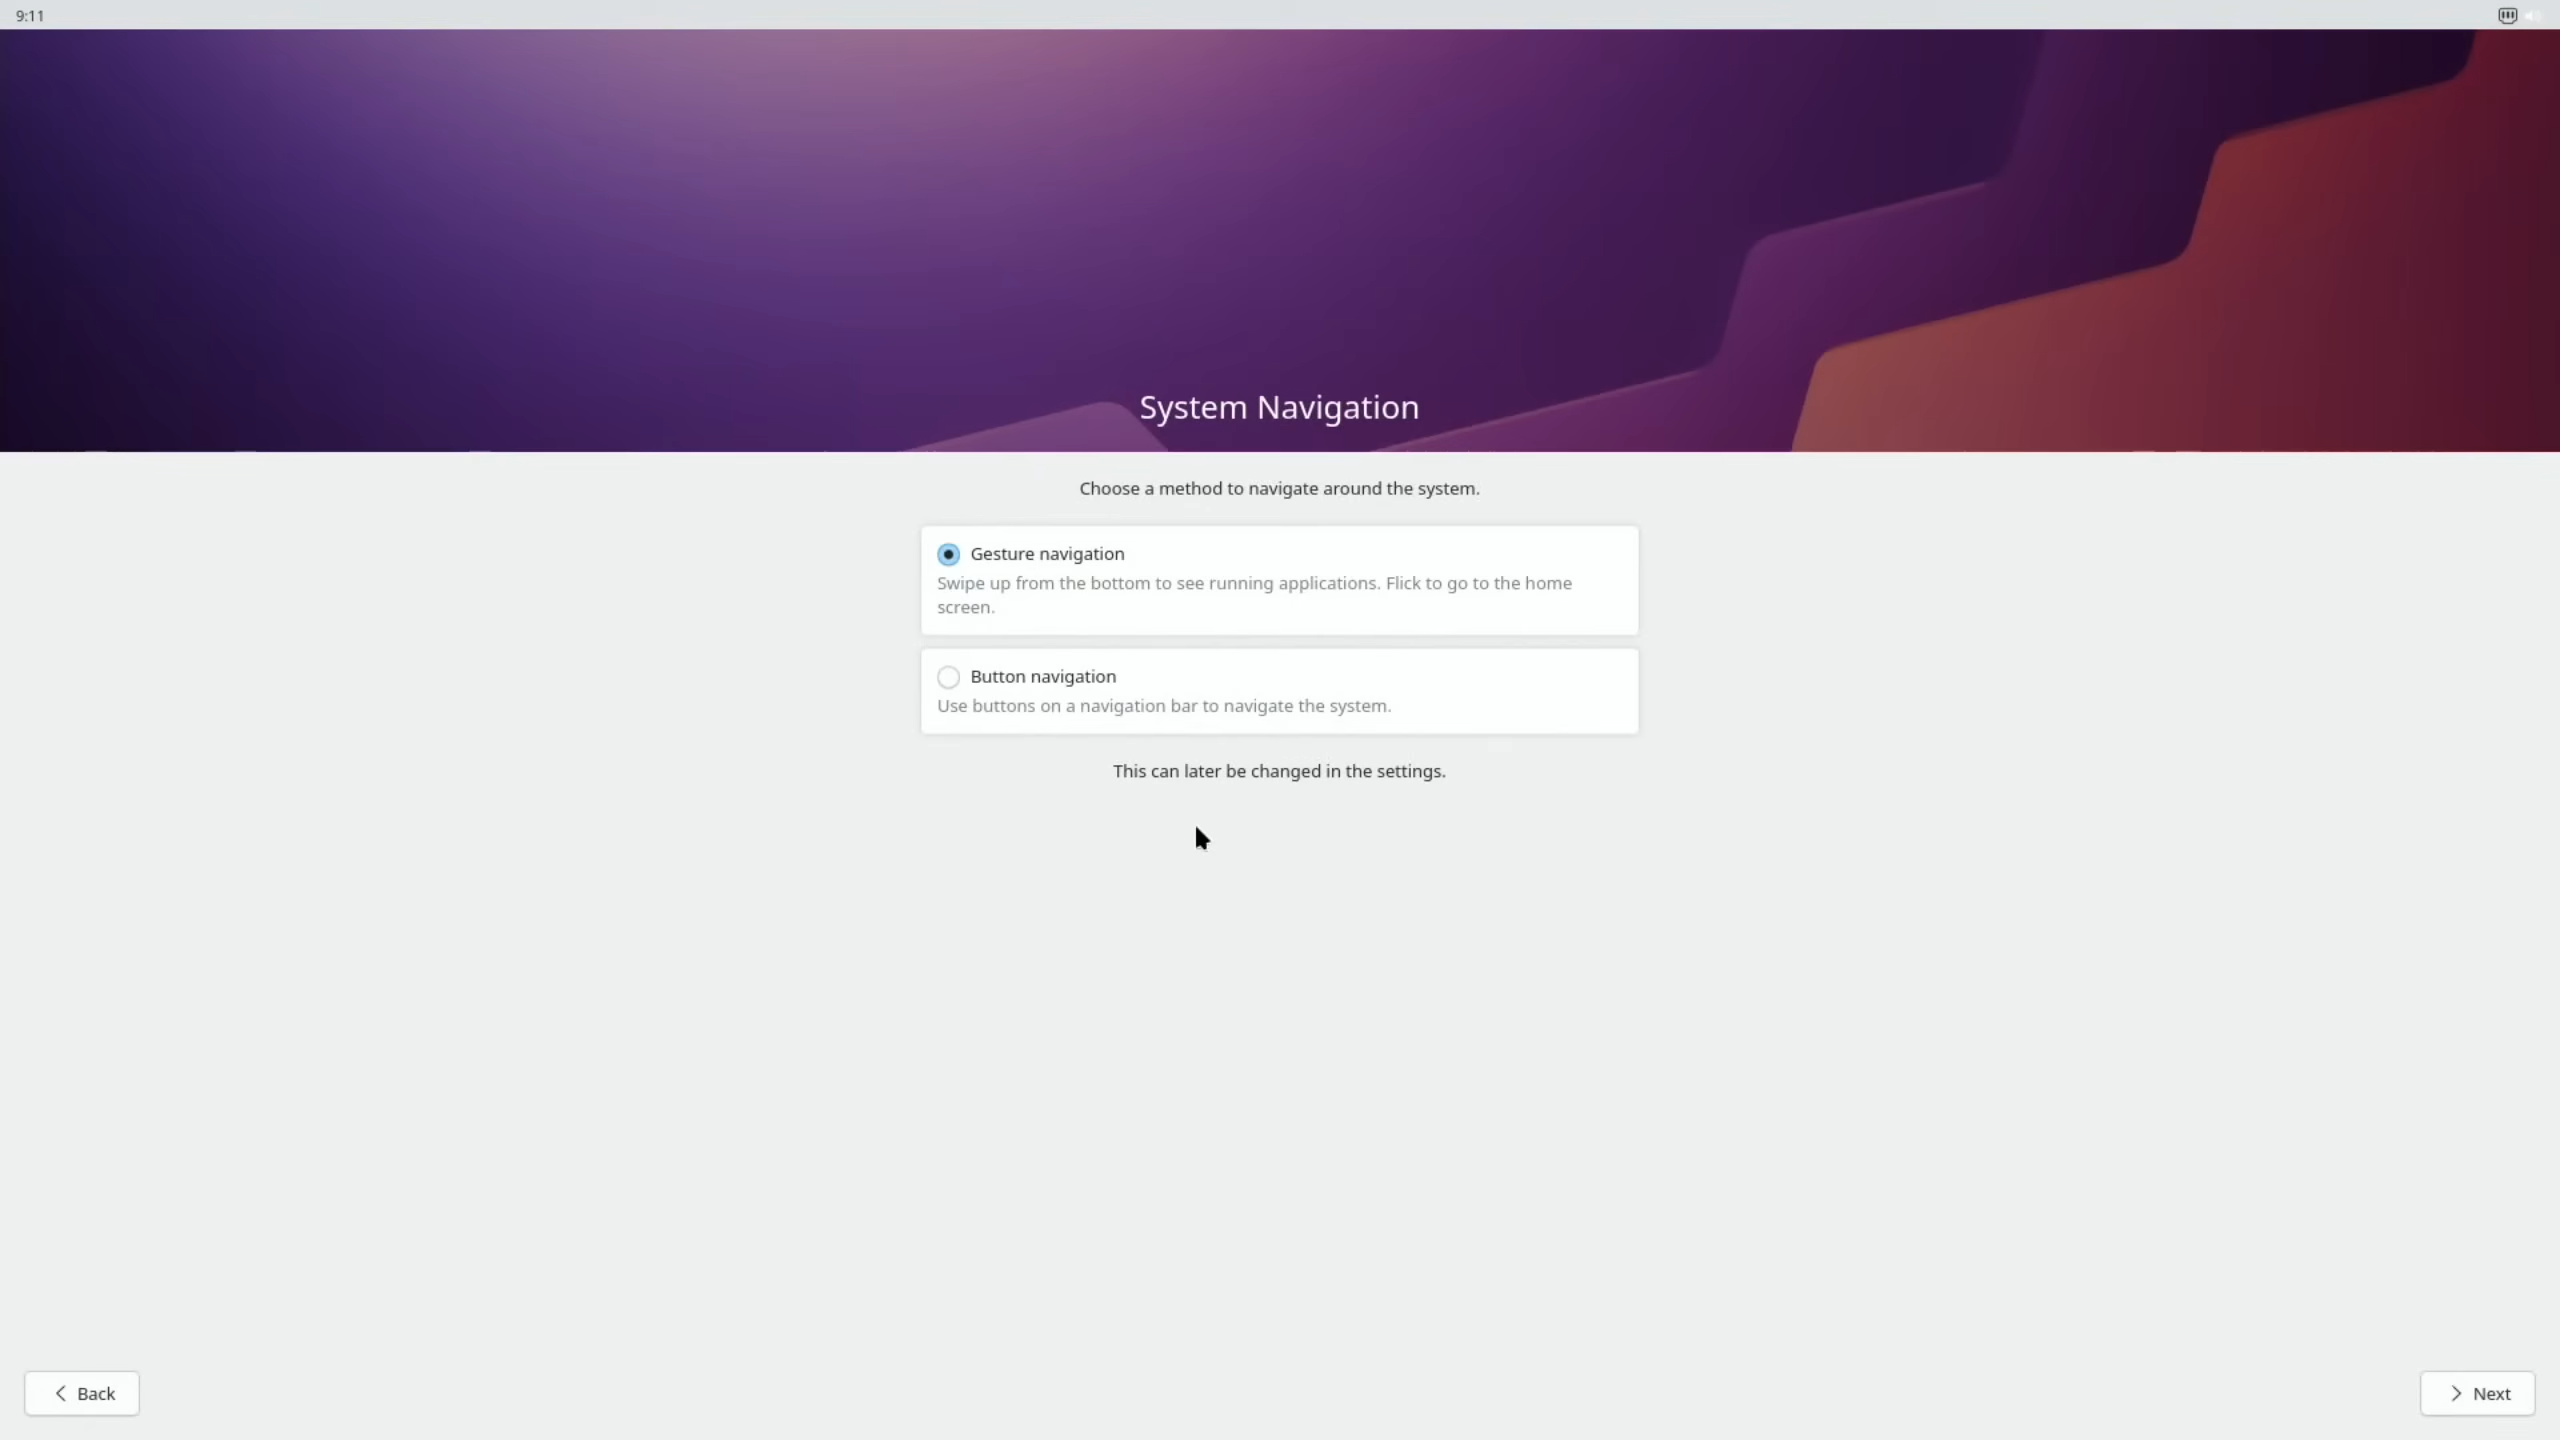 9:11
System Navigation
Choose a method to navigate around the system.
Gesture navigation
Swipe up from the bottom to see running applications. Flick to go to the home
screen.
Button navigation
Use buttons on a navigation bar to navigate the system.
This can later be changed in the settings.
Back
Next